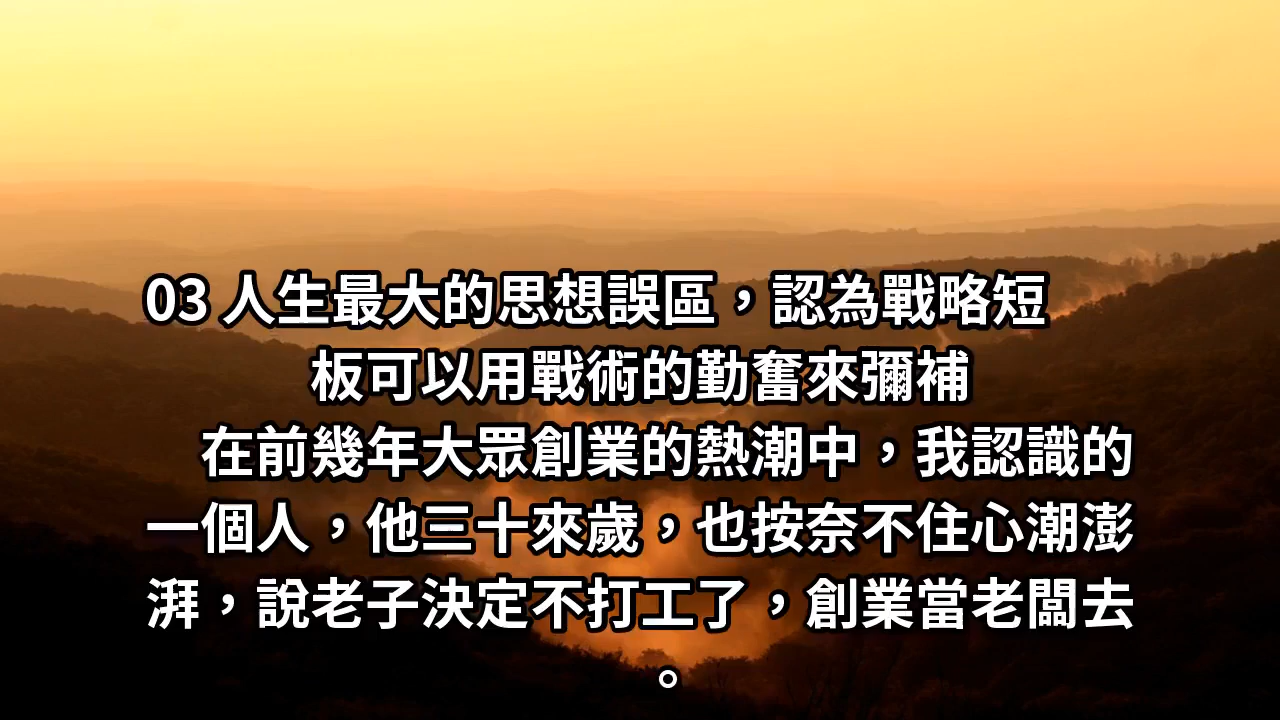 03 人生最大的思想誤區，認為戰略短
板可以用戰術的勤奮來彌補
在前幾年大眾創業的熱潮中，我認識的
一個人，他三十來歲，也按奈不住心潮澎
湃，說老子決定不打工了，創業當老闆去
。